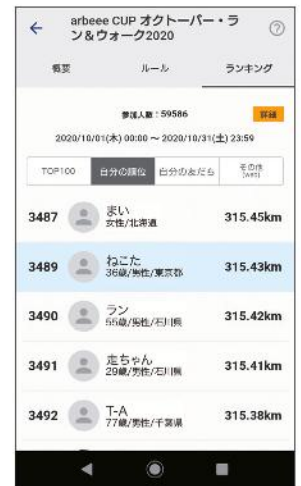 arbeee CUP オクトーバー・ラ
ン＆ウォーク2020
概要 ルール ランキング
参加人数：59586 詳細
2020/10/01(木) 00:00 ～ 2020/10/31(土) 23:59
TOP100 自分の順位 自分の友だち その他
3487 まい 315.45km
女性/北海道
3489 ねこた 315.43km
36歳/男性/東京都
3490 ラン 315.42km
55歳/男性/石川県
3491 走ちゃん 315.41km
29歳/男性/石川県
3492 T-A 315.38km
77歳/男性/千葉県